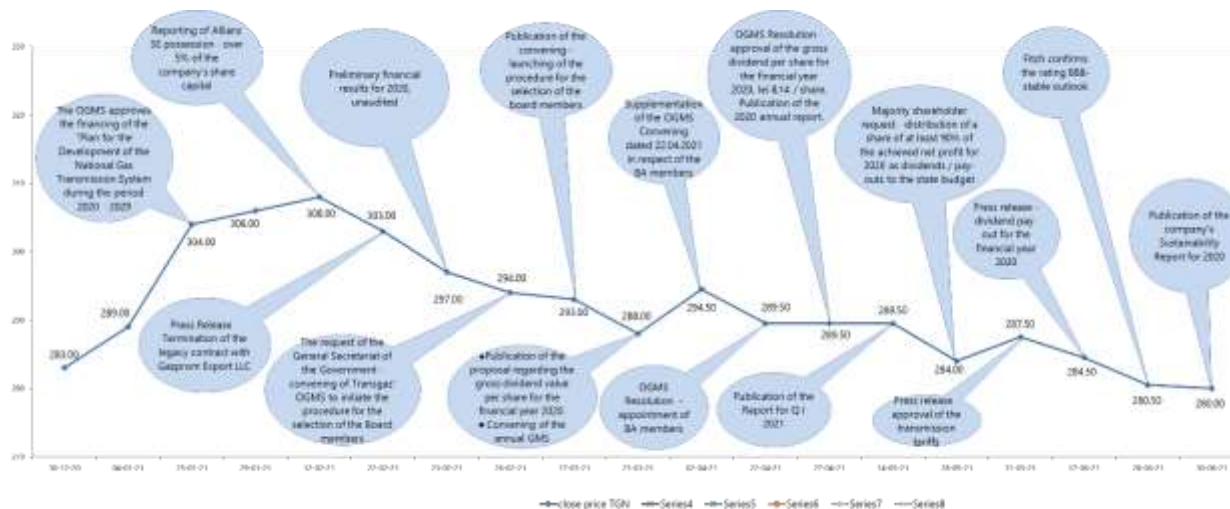 Reporting of Allianz
SE possession - over
5% of the
company's share
capital
The OGMS approves
the financing of the
"Plan for the
Development of the
National Gas
Transmission System
during the period
2020 - 2029
Preliminary financial
results for 2020,
unaudited
Publication of the
convening -
launching of the
procedure for the
selection of the
board members
Supplementation
of the OGMS
Convening
dated 22.04.2021
in respect of the
BA members
OGMS Resolution
approval of the gross
dividend per share for
the financial year
2020, lei 8.14 / share.
Publication of the
2020 annual report.
Majority shareholder
request - distribution of a
share of at least 90% of
the achieved net profit for
2020 as dividends / pay-
outs to the state budget
Fitch confirms
the rating BBB-
stable outlook
Press release -
dividend pay
out for the
financial year
2020
Publication of the
company's
Sustainability
Report for 2020
Press Release
Termination of the
legacy contract with
Gazprom Export LLC
The request of the
General Secretariat of
the Government -
convening of Transgaz'
OGMS to initiate the
procedure for the
selection of the Board
members
●Publication of the
proposal regarding the
gross dividend value
per share for the
financial year 2020
● Convening of the
annual GMS
OGMS
Resolution -
appointment of
BA members
Publication of the
Report for Q I
2021
Press release
approval of the
transmission
tariffs
283.00
289.00
304.00
306.00
308.00
303.00
297.00
294.00
293.00
288.00
294.50
289.50
289.50
289.50
284.00
287.50
284.50
280.50
280.00
310
300
290
280
270
30-12-20
close price TGN
Series4
Series5
Series6
Series7
Series8